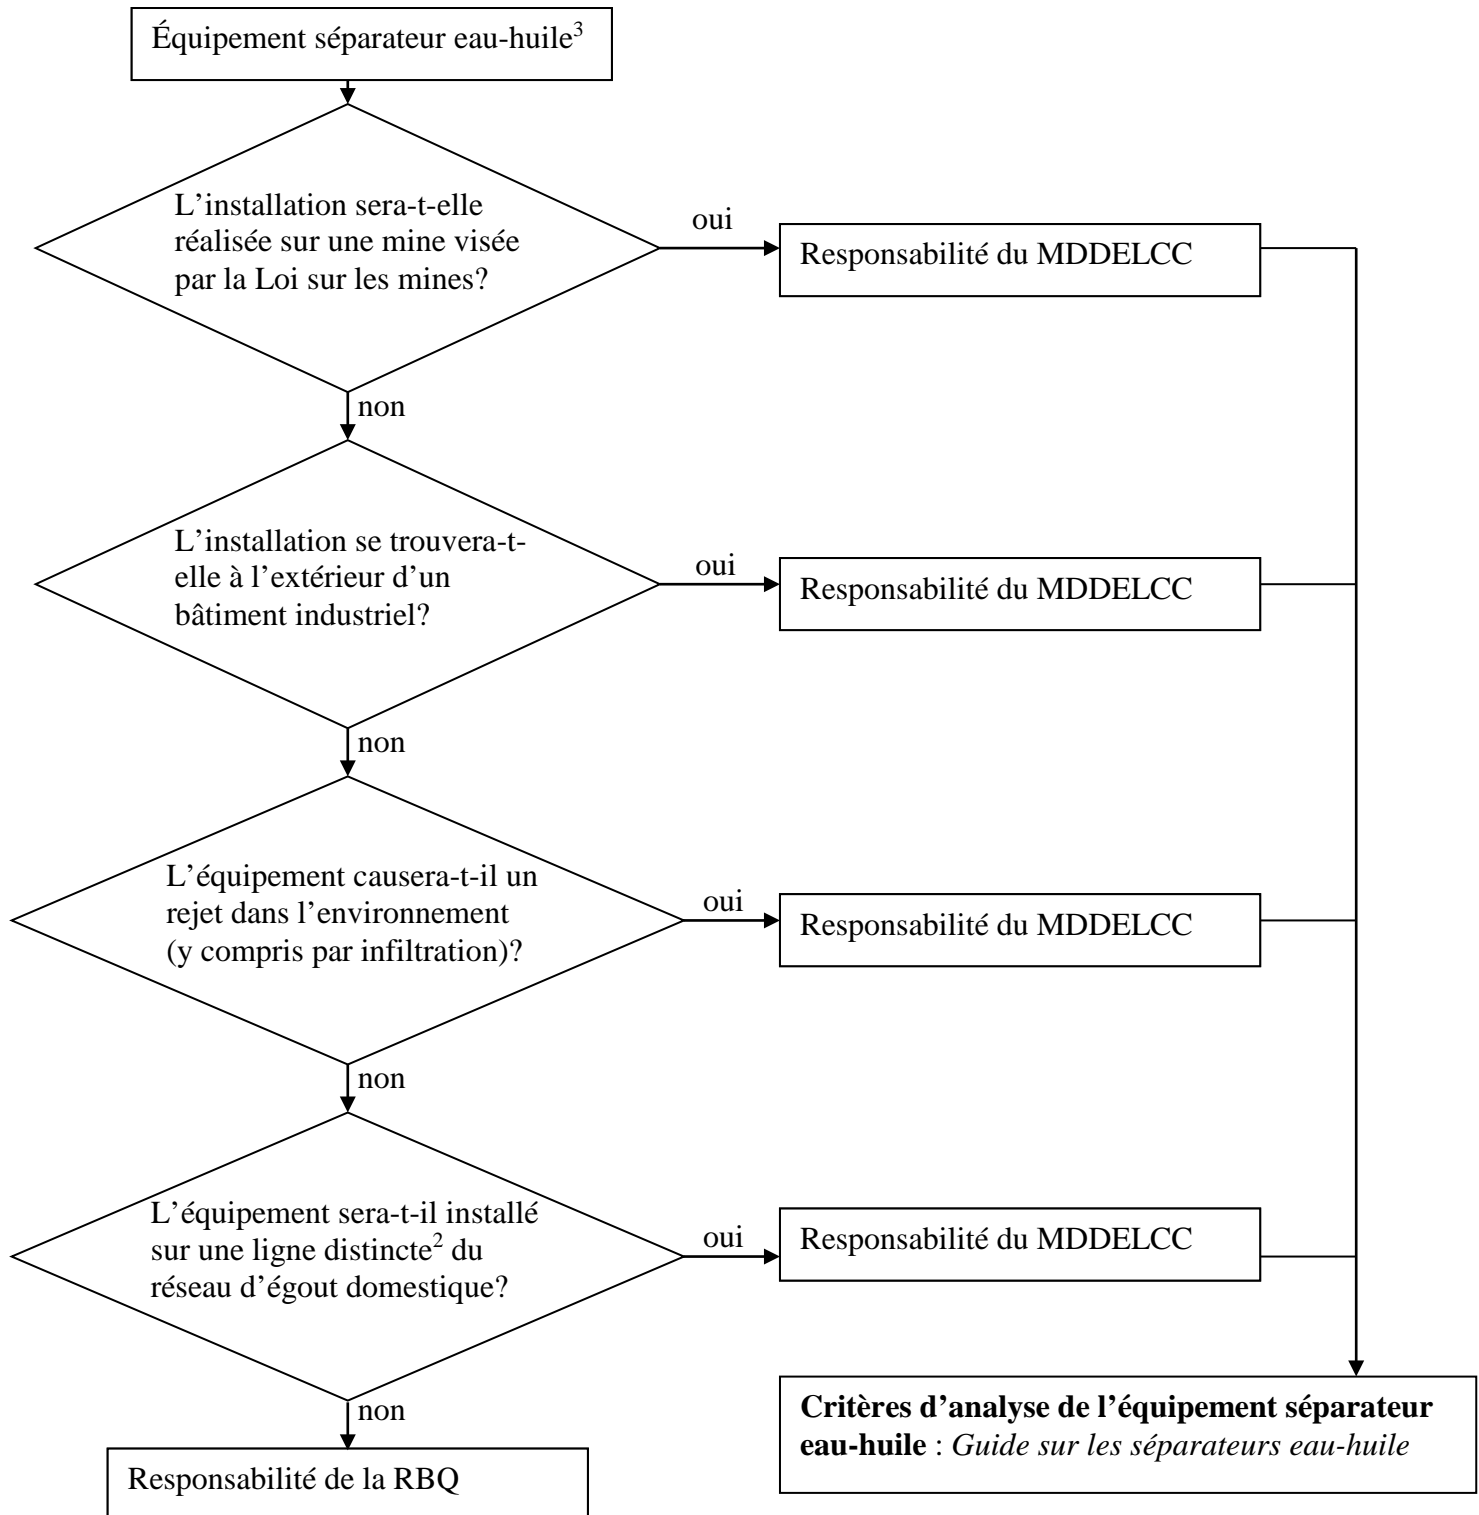 Équipement séparateur eau-huile³
L'installation sera-t-elle
réalisée sur une mine visée
par la Loi sur les mines?
oui
Responsabilité du MDDELCC
non
L'installation se trouvera-t-
elle à l'extérieur d'un
bâtiment industriel?
oui
Responsabilité du MDDELCC
non
L'équipement causera-t-il un
rejet dans l'environnement
(y compris par infiltration)?
oui
Responsabilité du MDDELCC
non
L'équipement sera-t-il installé
sur une ligne distincte² du
réseau d'égout domestique?
oui
Responsabilité du MDDELCC
non
Responsabilité de la RBQ
Critères d'analyse de l'équipement séparateur
eau-huile : Guide sur les séparateurs eau-huile